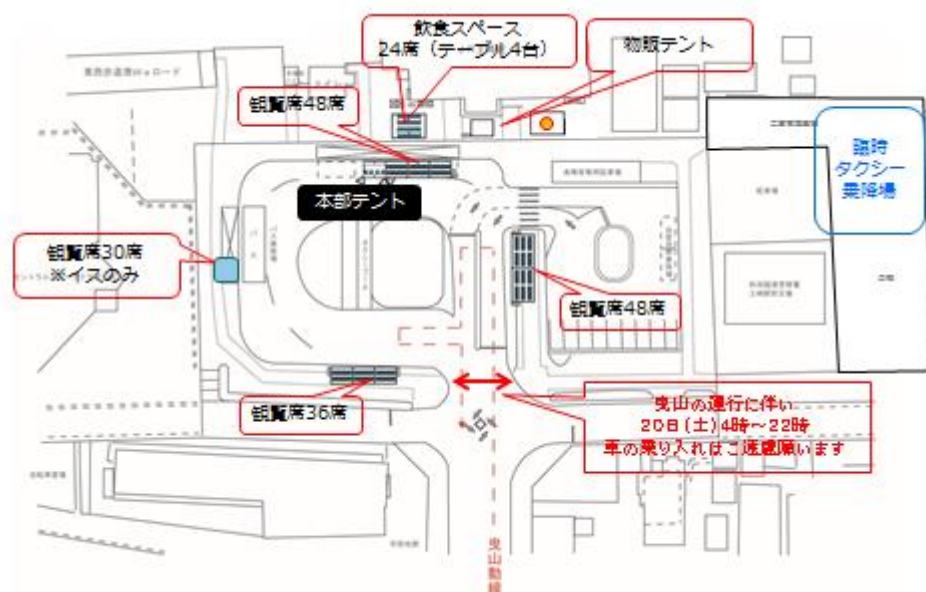 飲食スペース
24席（テーブル4台）
物販テント
観覧席48席
臨時
タクシー
乗降場
本部テント
観覧席30席
※イスのみ
観覧席48席
観覧席36席
曳山の運行に伴い
20日(土)4時～22時
車の乗り入れはご遠慮願います
曳山動線